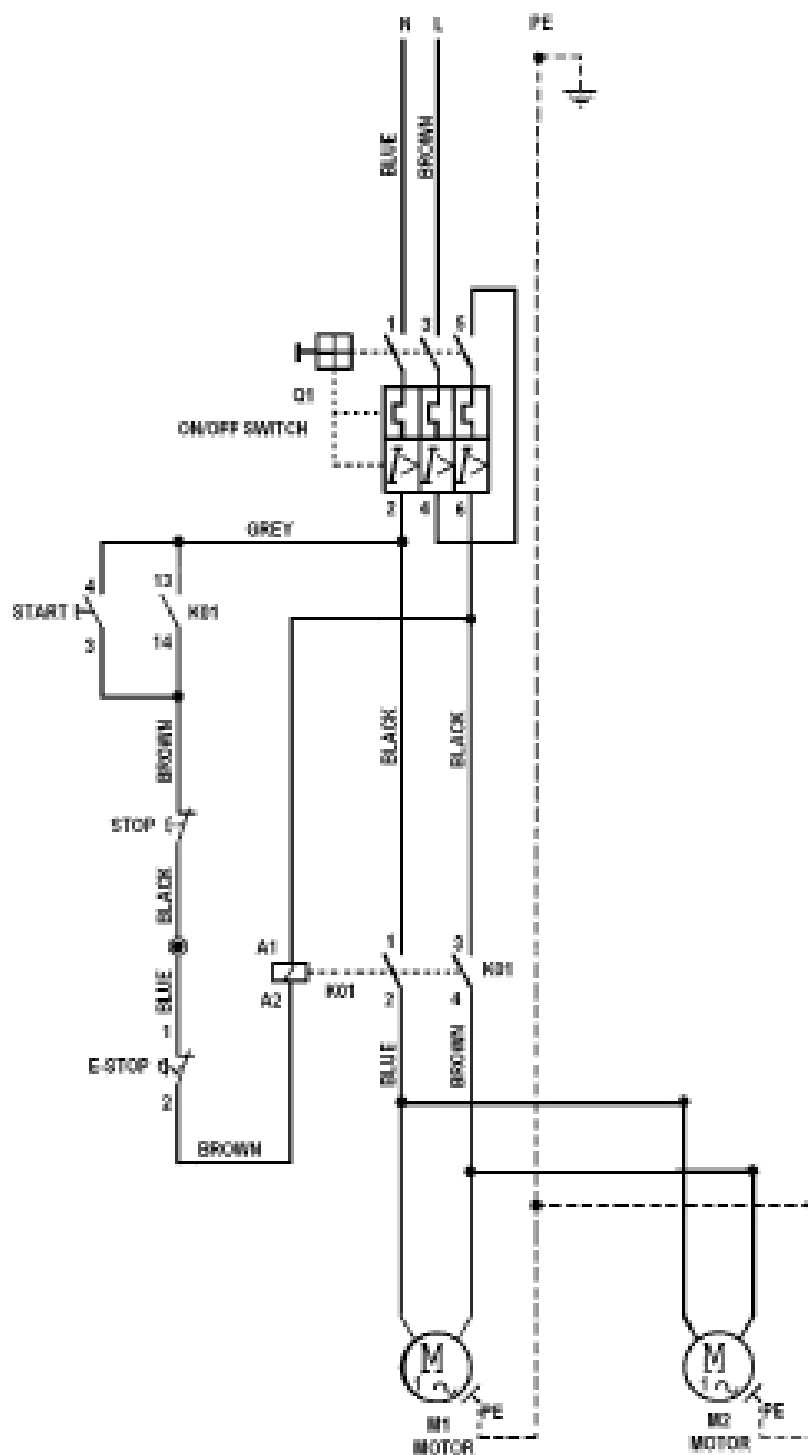 N L PE
BLUE
BROWN
1 3 5
Q1
ON/OFF SWITCH
2 4 6
GREY
4
START
3
13
K01
14
BROWN
BLACK
BLACK
STOP
BLACK
BLUE
A1
A2
K01
1
2
3
4
K01
1
E-STOP
2
BLUE
BROWN
BROWN
M
1
PE
M1
MOTOR
M
1
PE
M2
MOTOR